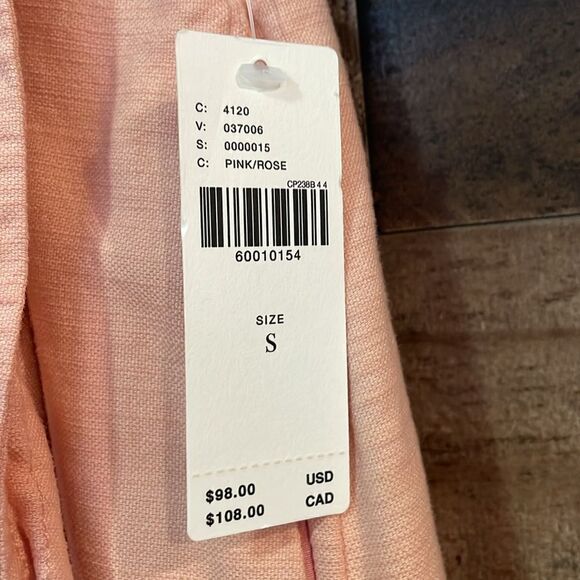 C: 4120
V: 037006
S: 0000015
C: PINK/ROSE
CP238B 4 4
60010154
SIZE
S
$98.00 USD
$108.00 CAD